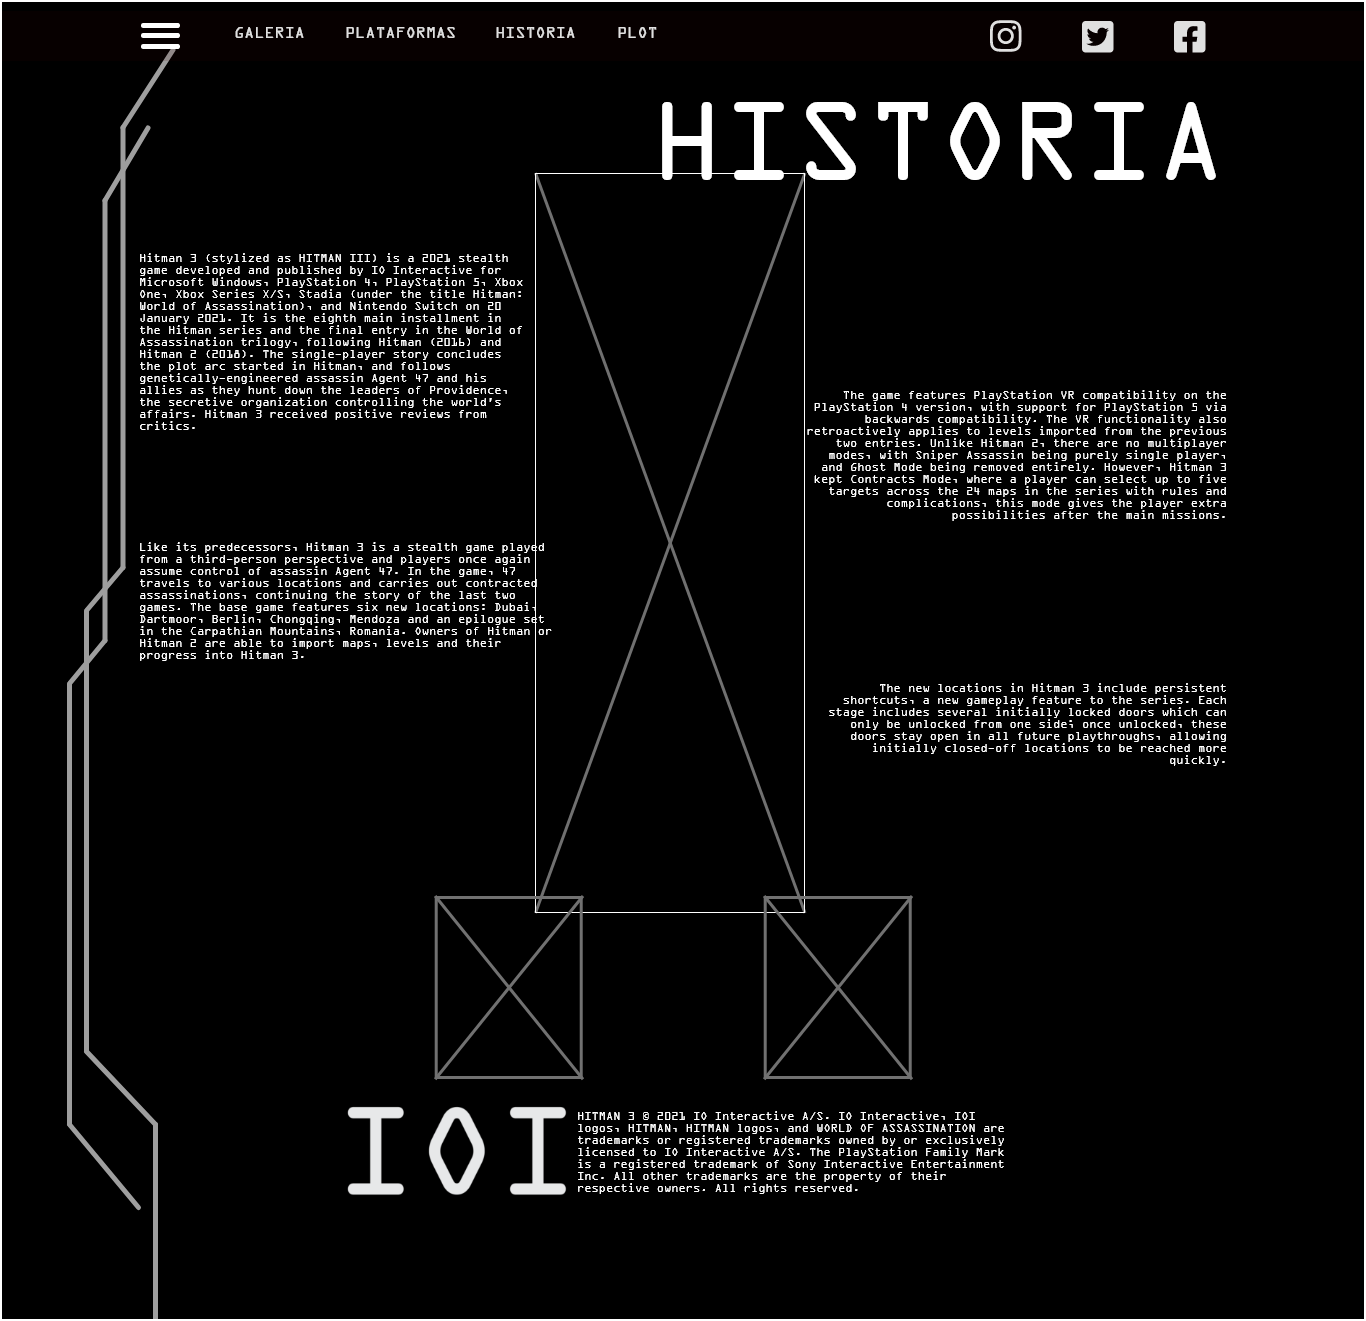 GALERIA PLATAFORMAS HISTORIA PLOT
HISTORIA
Hitman 3 (stylized as HITMAN III) is a 2021 stealth
game developed and published by IO Interactive for
Microsoft Windows, PlayStation 4, PlayStation 5, Xbox
One, Xbox Series X/S, Stadia (under the title Hitman:
World of Assassination), and Nintendo Switch on 20
January 2021. It is the eighth main installment in
the Hitman series and the final entry in the World of
Assassination trilogy, following Hitman (2016) and
Hitman 2 (2018). The single-player story concludes
the plot arc started in Hitman, and follows
genetically-engineered assassin Agent 47 and his
allies as they hunt down the leaders of Providence,
the secretive organization controlling the world's
affairs. Hitman 3 received positive reviews from
critics.
The game features PlayStation VR compatibility on the
PlayStation 4 version, with support for PlayStation 5 via
backwards compatibility. The VR functionality also
retroactively applies to levels imported from the previous
two entries. Unlike Hitman 2, there are no multiplayer
modes, with Sniper Assassin being purely single player,
and Ghost Mode being removed entirely. However, Hitman 3
kept Contracts Mode, where a player can select up to five
targets across the 24 maps in the series with rules and
complications, this mode gives the player extra
possibilities after the main missions.
Like its predecessors, Hitman 3 is a stealth game played
from a third-person perspective and players once again
assume control of assassin Agent 47. In the game, 47
travels to various locations and carries out contracted
assassinations, continuing the story of the last two
games. The base game features six new locations: Dubai,
Dartmoor, Berlin, Chongqing, Mendoza and an epilogue set
in the Carpathian Mountains, Romania. Owners of Hitman or
Hitman 2 are able to import maps, levels and their
progress into Hitman 3.
The new locations in Hitman 3 include persistent
shortcuts, a new gameplay feature to the series. Each
stage includes several initially locked doors which can
only be unlocked from one side; once unlocked, these
doors stay open in all future playthroughs, allowing
initially closed-off locations to be reached more
quickly.
IOI
HITMAN 3 © 2021 IO Interactive A/S. IO Interactive, IOI
logos, HITMAN, HITMAN logos, and WORLD OF ASSASSINATION are
trademarks or registered trademarks owned by or exclusively
licensed to IO Interactive A/S. The PlayStation Family Mark
is a registered trademark of Sony Interactive Entertainment
Inc. All other trademarks are the property of their
respective owners. All rights reserved.